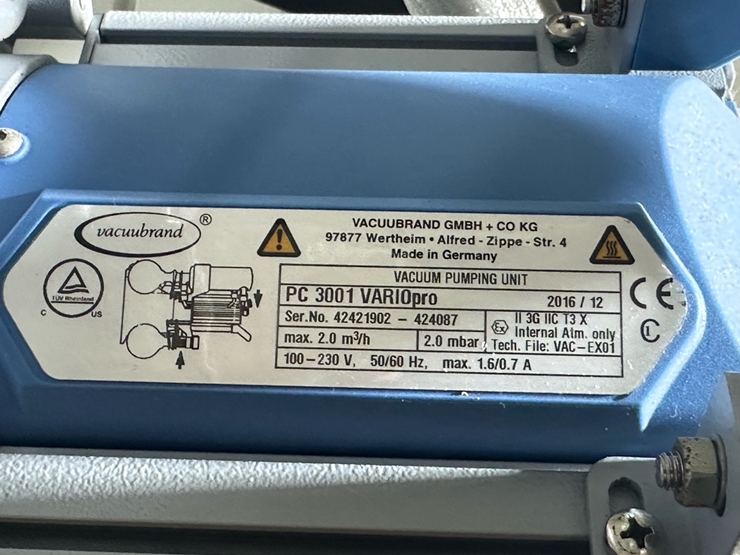 vacuubrand ®
VACUUBRAND GMBH + CO KG
97877 Wertheim • Alfred - Zippe - Str. 4
Made in Germany
TÜV Rheinland
C US
VACUUM PUMPING UNIT
PC 3001 VARIOpro 2016 / 12
Ser.No. 42421902 – 424087
max. 2.0 m³/h 2.0 mbar
Ex II 3G IIC T3 X
Internal Atm. only
Tech. File: VAC–EX01
100–230 V, 50/60 Hz, max. 1.6/0.7 A
CE